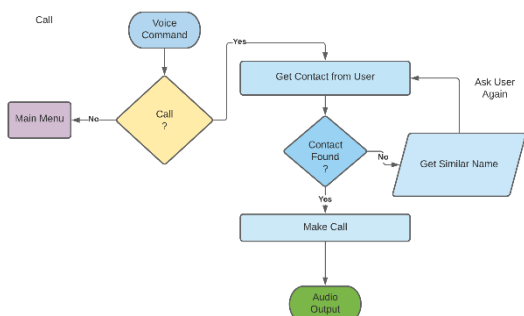 Call
Voice
Command
Yes
Get Contact from User
Ask User
Again
Main Menu
No
Call
?
Contact
Found
?
No
Get Similar Name
Yes
Make Call
Audio
Output